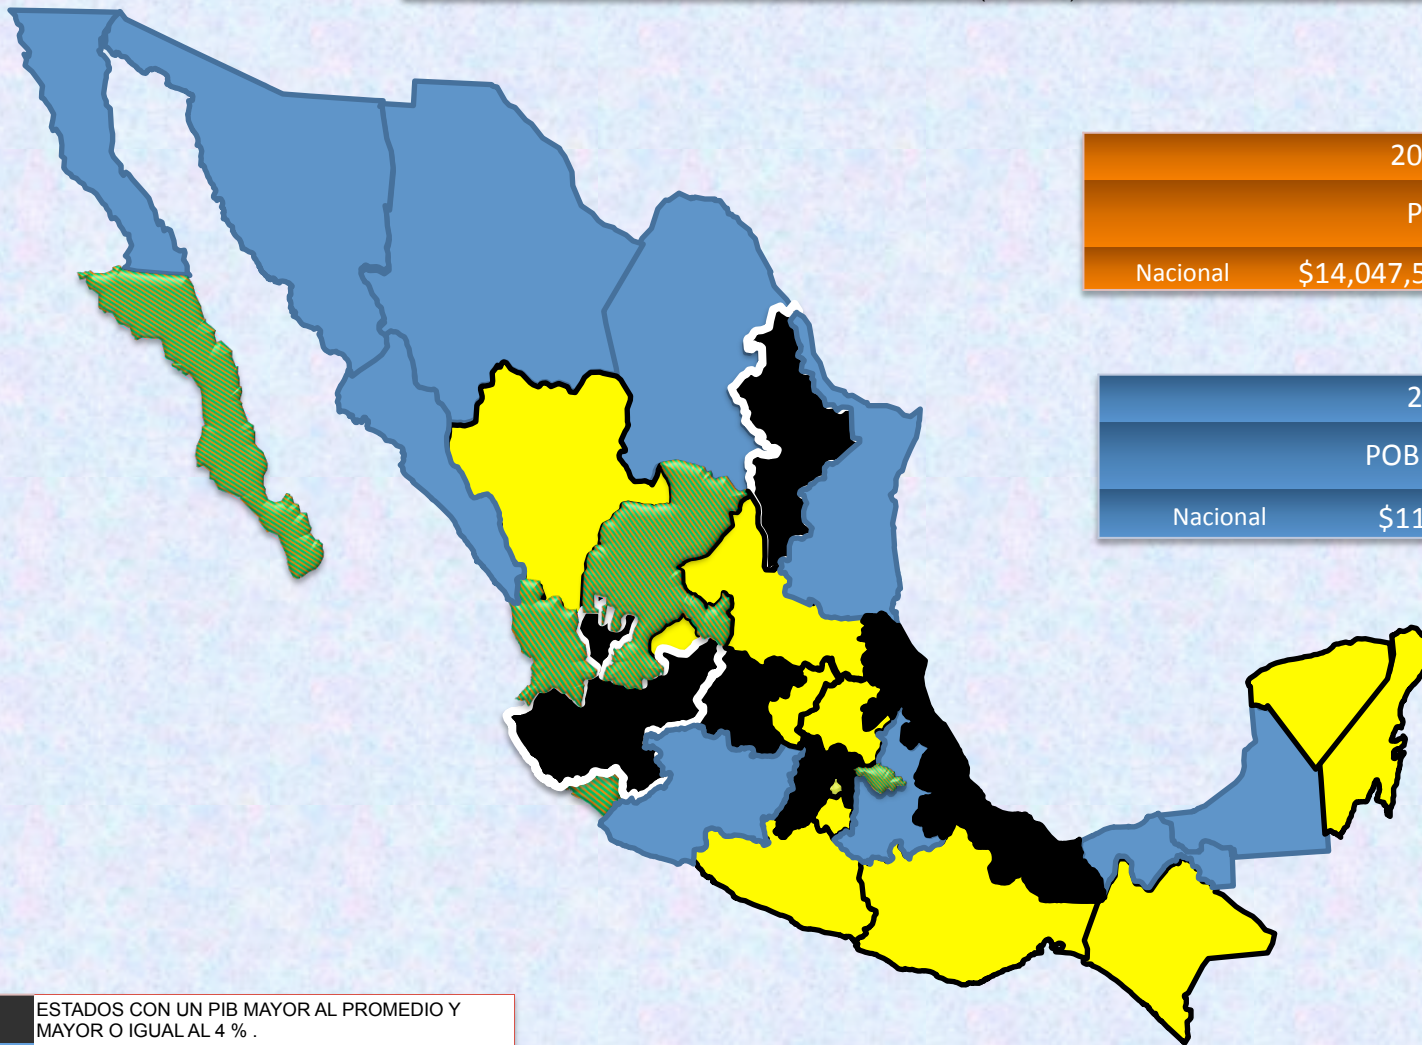 20
P
Nacional $14,047,5
2
POB
Nacional $11
ESTADOS CON UN PIB MAYOR AL PROMEDIO Y
MAYOR O IGUAL AL 4 % .